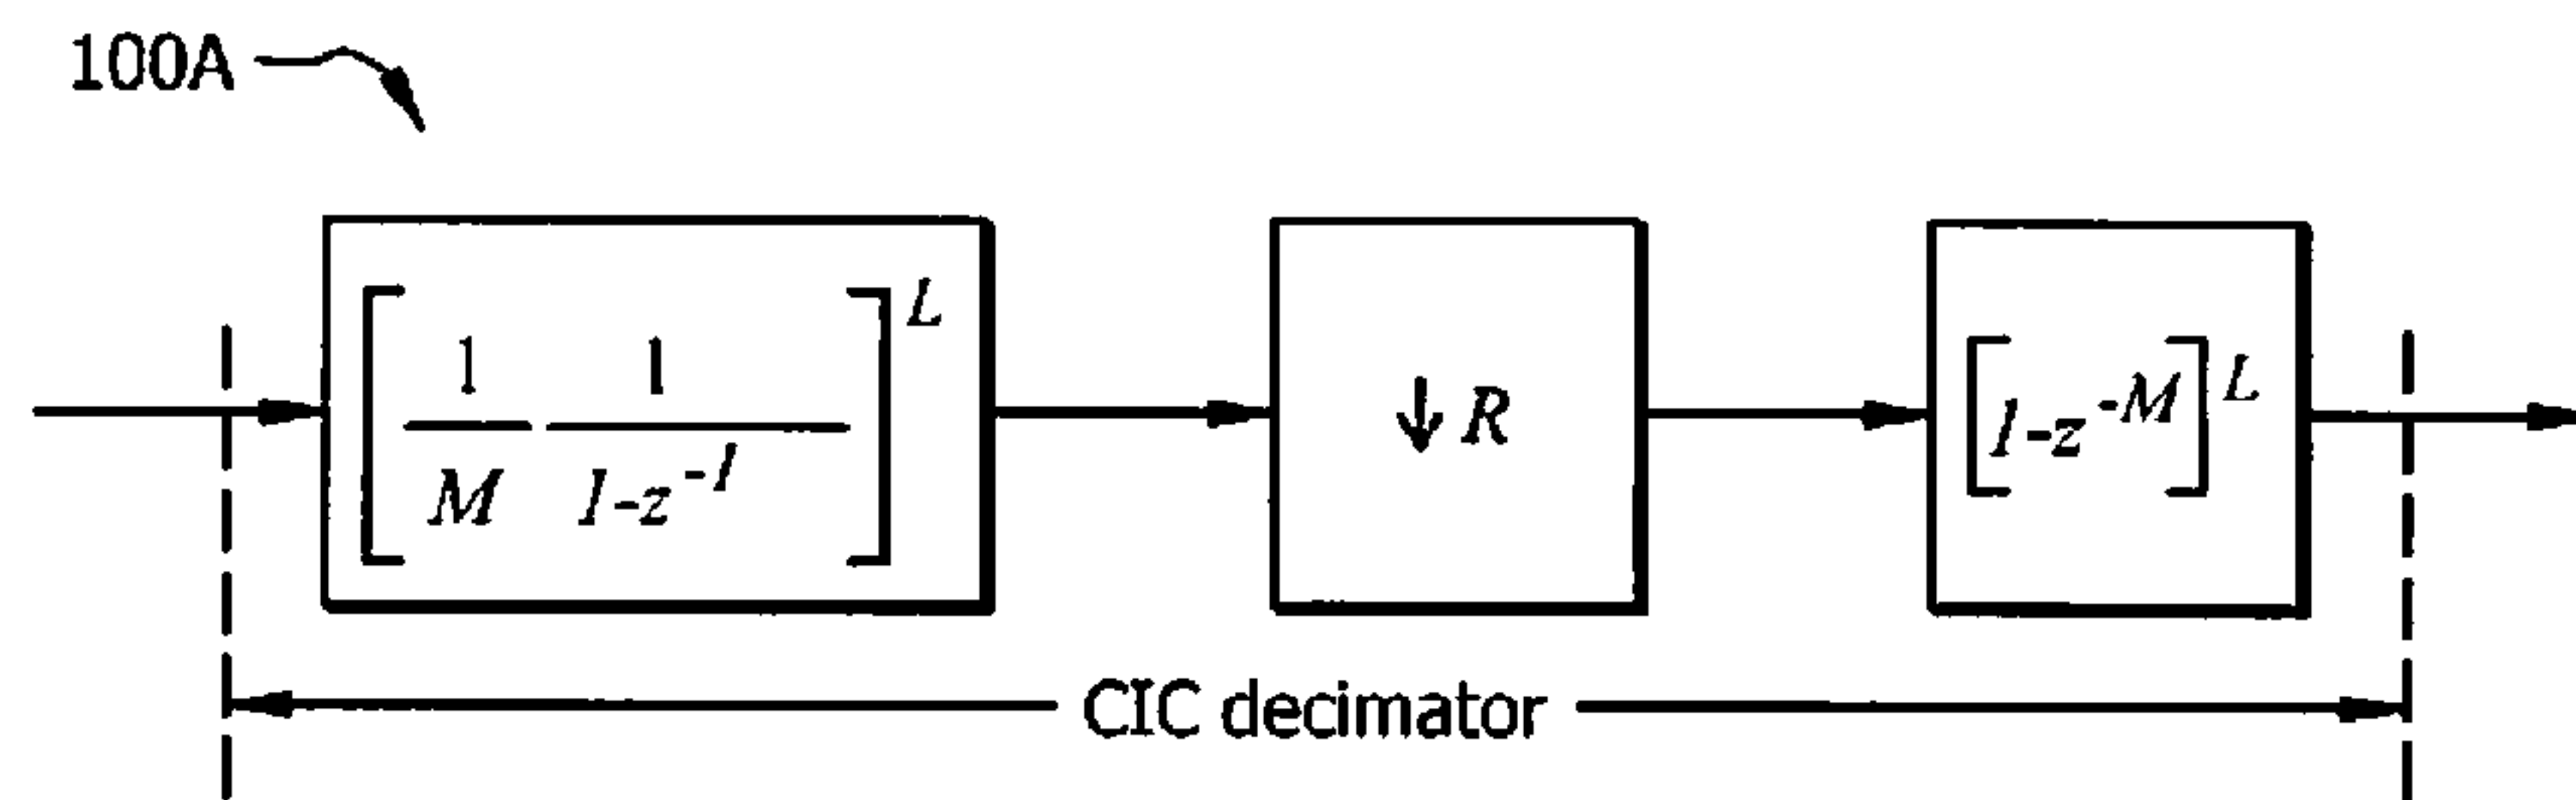 100A
[ 1/M 1/1-z^-1 ]^L
↓ R
[1-z^-M]^L
CIC decimator